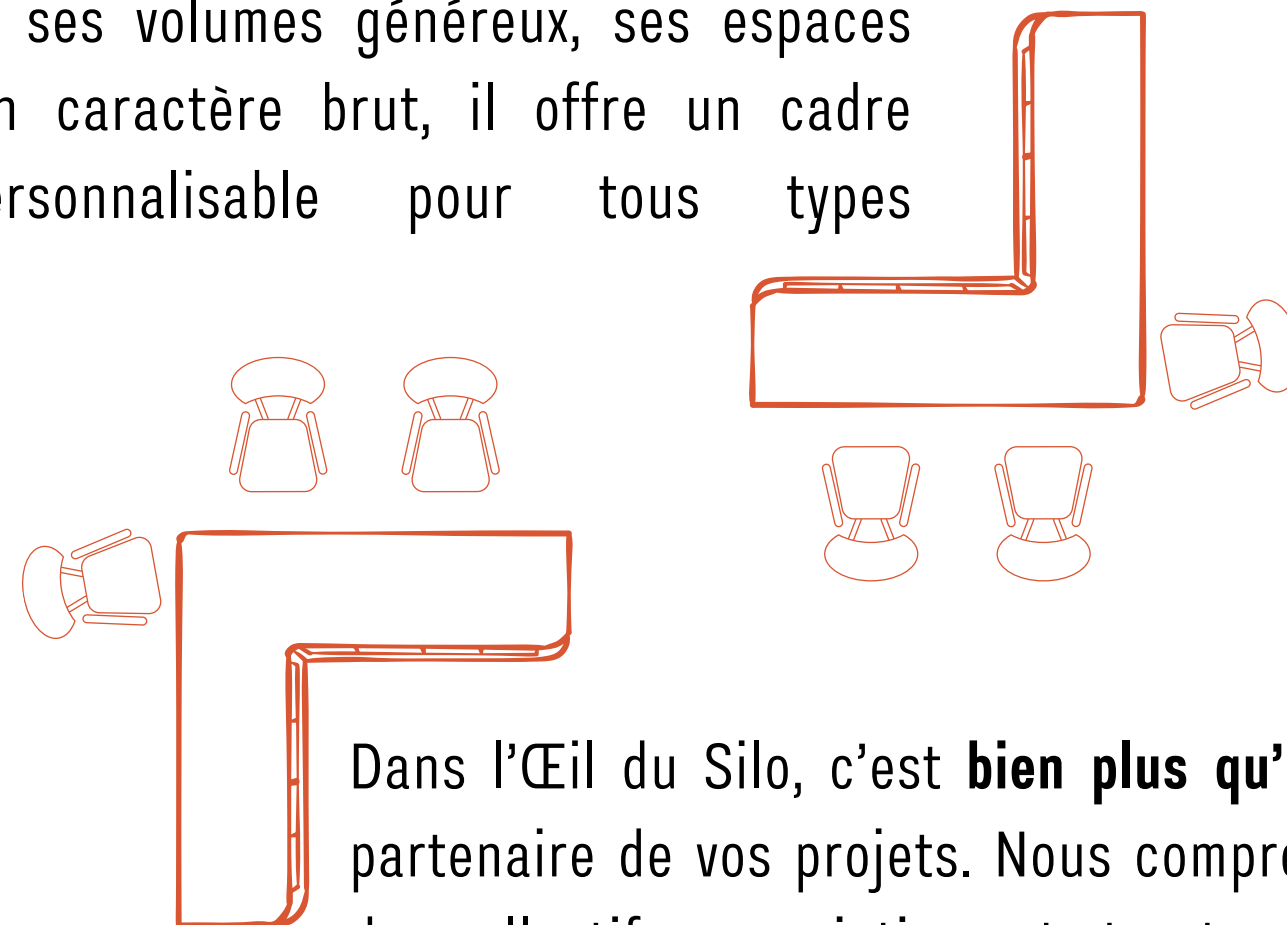 ses volumes généreux, ses espaces
caractère brut, il offre un cadre
ersonnalisable pour tous types
Dans l’Œil du Silo, c’est bien plus qu’
partenaire de vos projets. Nous compr